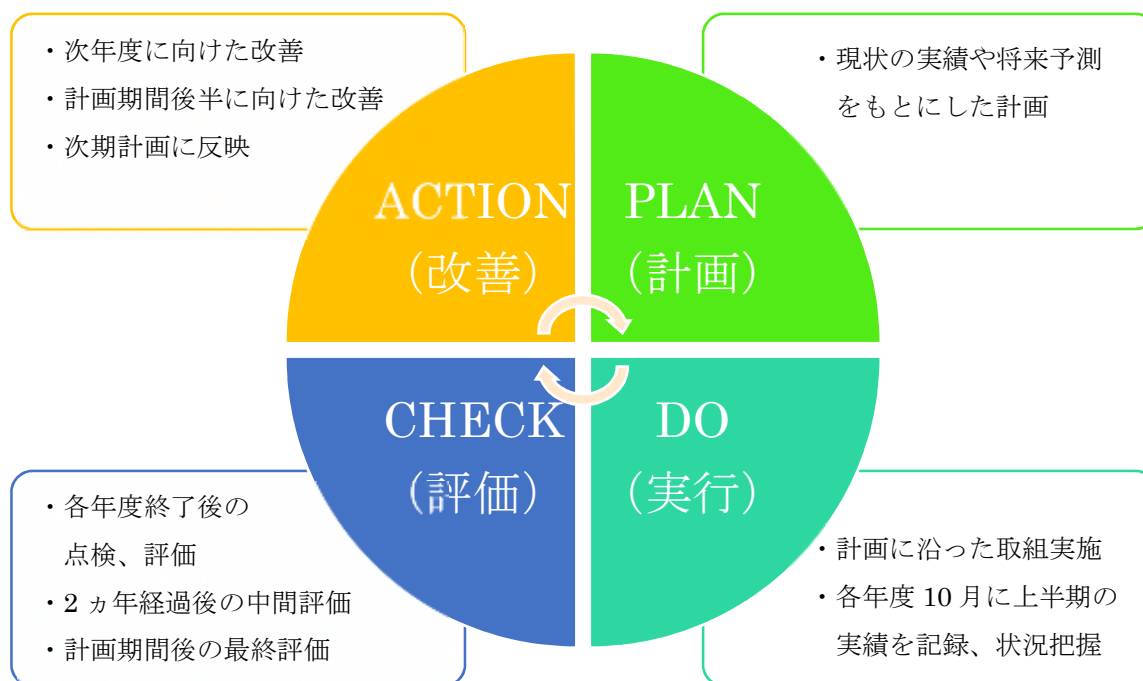 ・次年度に向けた改善
・計画期間後半に向けた改善
・次期計画に反映
・現状の実績や将来予測
をもとにした計画
ACTION
（改善）
PLAN
（計画）
CHECK
（評価）
DO
（実行）
・各年度終了後の
点検、評価
・2 ヵ年経過後の中間評価
・計画期間後の最終評価
・計画に沿った取組実施
・各年度 10 月に上半期の
実績を記録、状況把握